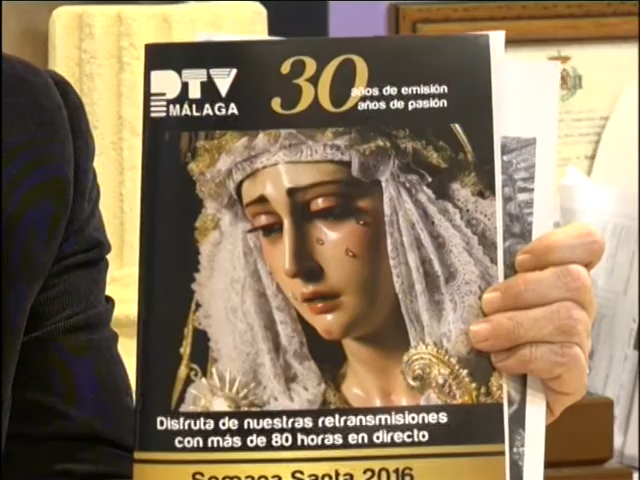 PTV
MÁLAGA
30
años de emisión
años de pasión
Disfruta de nuestras retransmisiones
con más de 80 horas en directo
Semana Santa 2016